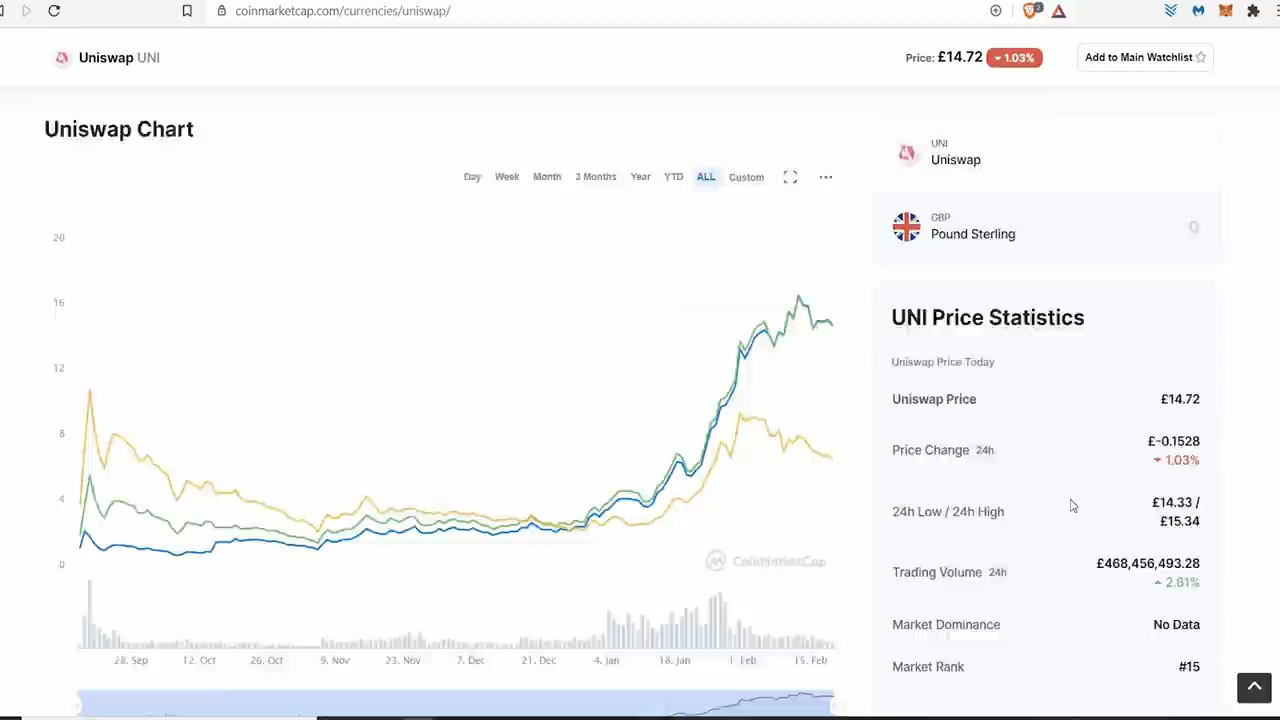 coinmarketcap.com/currencies/uniswap/
2
Uniswap UNI
Price: £14.72 1.03%
Add to Main Watchlist
Uniswap Chart
Day Week Month 3 Months Year YTD ALL Custom
20
16
12
8
4
0
CoinMarketCap
28. Sep 12. Oct 26. Oct 9. Nov 23. Nov 7. Dec 21. Dec 4. Jan 18. Jan 1. Feb 15. Feb
UNI
Uniswap
GBP
Pound Sterling
0
UNI Price Statistics
Uniswap Price Today
Uniswap Price £14.72
Price Change 24h £-0.1528
1.03%
24h Low / 24h High £14.33 /
£15.34
Trading Volume 24h £468,456,493.28
2.61%
Market Dominance No Data
Market Rank #15